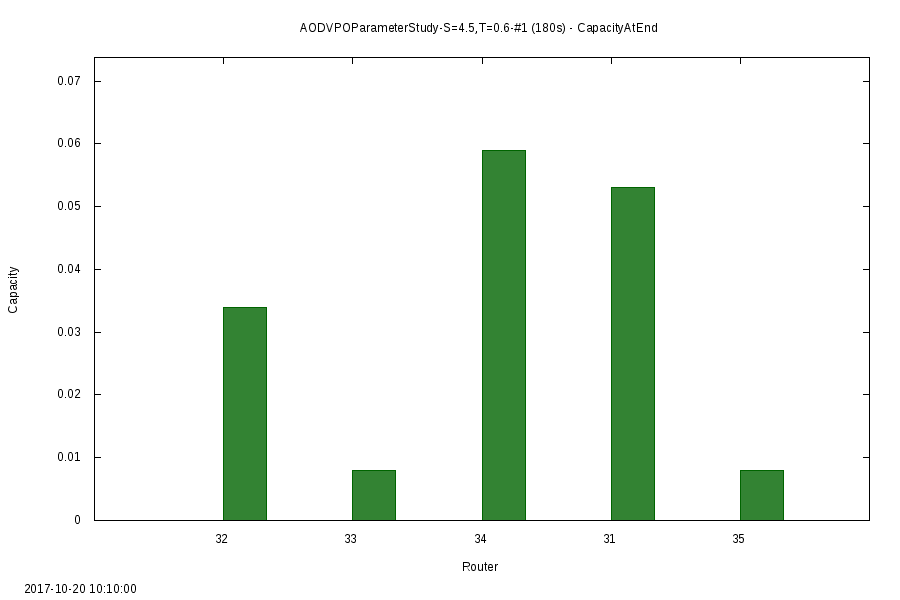 AODVPOParameterStudy-S=4.5,T=0.6-#1 (180s) - CapacityAtEnd
0.07
0.06
0.05
0.04
0.03
0.02
0.01
0
Capacity
32 33 34 31 35
Router
2017-10-20 10:10:00